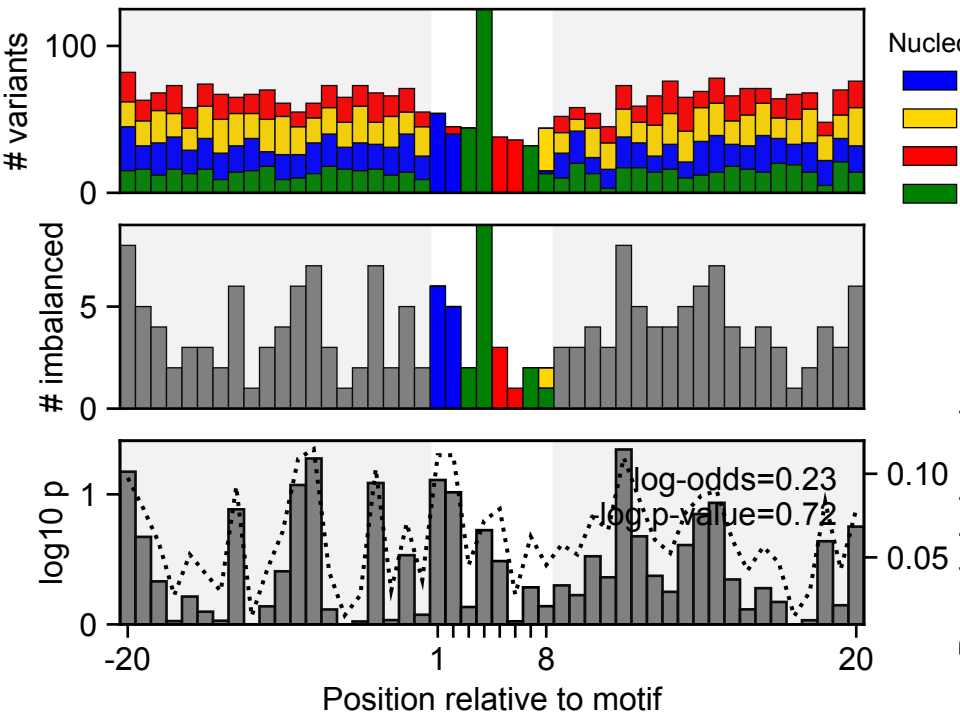 # variants
100
0
Nucleo
# imbalanced
5
0
log10 p
1
0
log-odds=0.23
-log p-value=0.72
0.10
0.05
-20
1
8
20
Position relative to motif